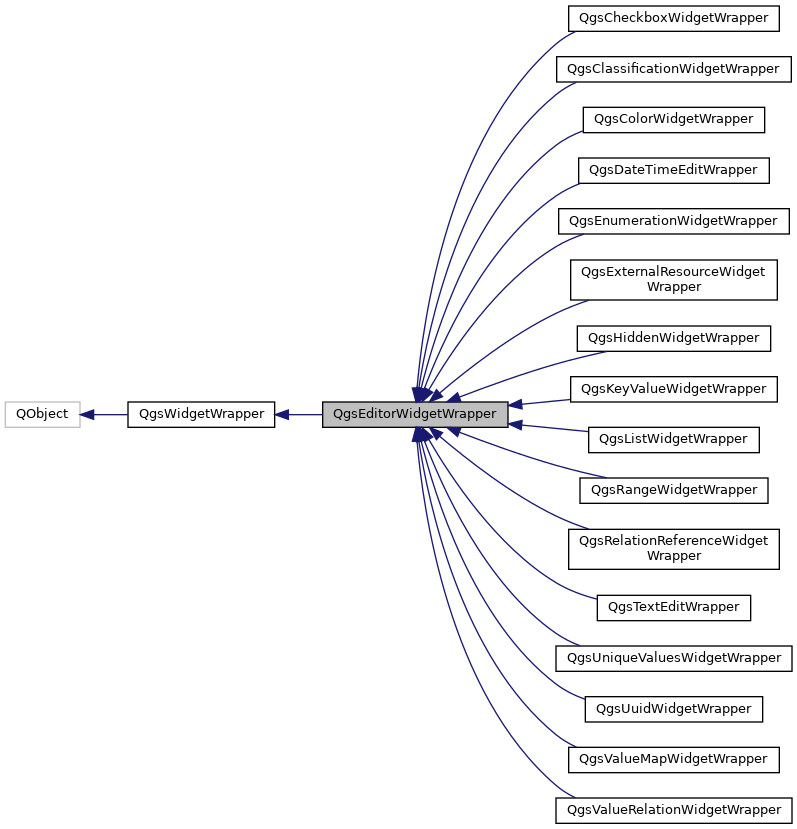 QgsCheckboxWidgetWrapper
QgsClassificationWidgetWrapper
QgsColorWidgetWrapper
QgsDateTimeEditWrapper
QgsEnumerationWidgetWrapper
QgsExternalResourceWidget
Wrapper
QgsHiddenWidgetWrapper
QgsKeyValueWidgetWrapper
QObject
QgsWidgetWrapper
QgsEditorWidgetWrapper
QgsListWidgetWrapper
QgsRangeWidgetWrapper
QgsRelationReferenceWidget
Wrapper
QgsTextEditWrapper
QgsUniqueValuesWidgetWrapper
QgsUuidWidgetWrapper
QgsValueMapWidgetWrapper
QgsValueRelationWidgetWrapper